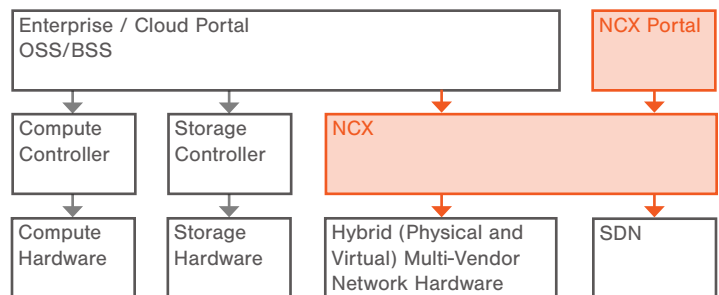 Enterprise / Cloud Portal
OSS/BSS
NCX Portal
Compute
Controller
Storage
Controller
NCX
Compute
Hardware
Storage
Hardware
Hybrid (Physical and
Virtual) Multi-Vendor
Network Hardware
SDN